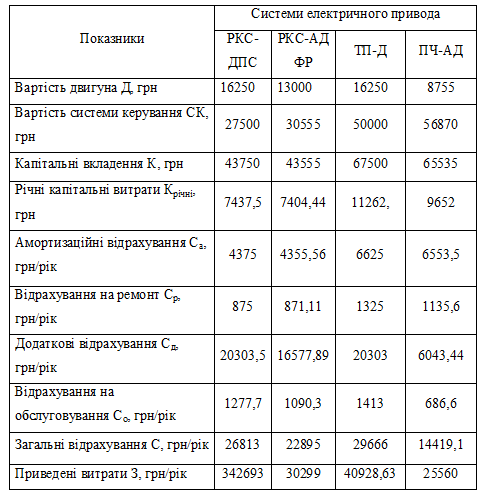 Показники
Системи електричного привода
РКС-
ДПС
РКС-АД
ФР
ТП-Д
ПЧ-АД
Вартість двигуна Д, грн 16250 13000 16250 8755
Вартість системи керування СК,
грн
27500 30555 50000 56870
Капітальні вкладення К, грн 43750 43555 67500 65535
Річні капітальні витрати Крічні,
грн
7437,5 7404,44 11262, 9652
Амортизаційні відрахування Са,
грн/рік
4375 4355,56 6625 6553,5
Відрахування на ремонт Ср,
грн/рік
875 871,11 1325 1135,6
Додаткові відрахування Сд,
грн/рік
20303,5 16577,89 20303 6043,44
Відрахування на
обслуговування Со, грн/рік
1277,7 1090,3 1413 686,6
Загальні відрахування С, грн/рік 26813 22895 29666 14419,1
Приведені витрати З, грн/рік 342693 30299 40928,63 25560